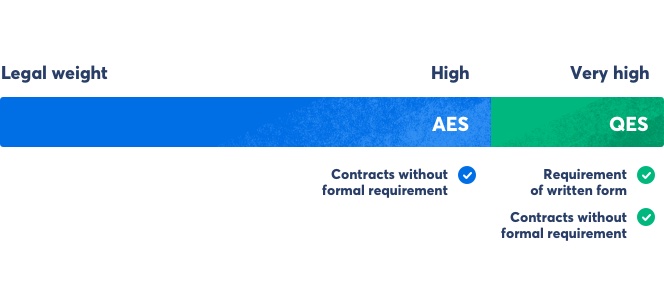 Legal weight
High
Very high
AES
QES
Contracts without
formal requirement
Requirement
of written form
Contracts without
formal requirement